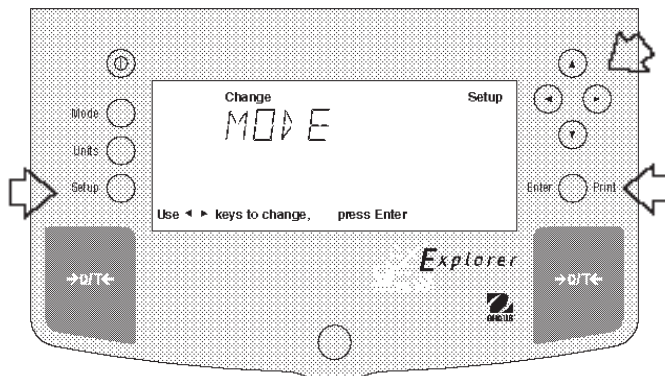 Change
Setup
MODE
Use ◄ ► keys to change, press Enter
Mode
Units
Setup
Enter
Print
→0/T←
→0/T←
Explorer
OHAUS